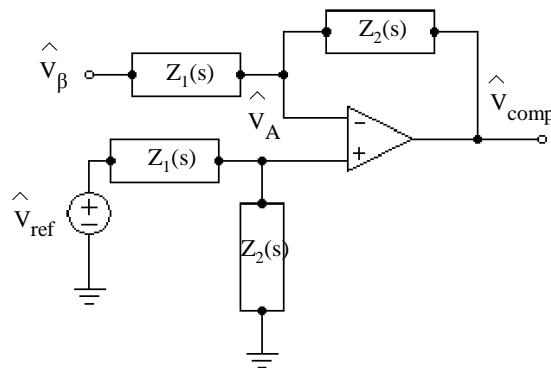 V̂β
Z1(s)
Z2(s)
V̂A
V̂comp
-
+
Z1(s)
V̂ref
+
-
Z2(s)